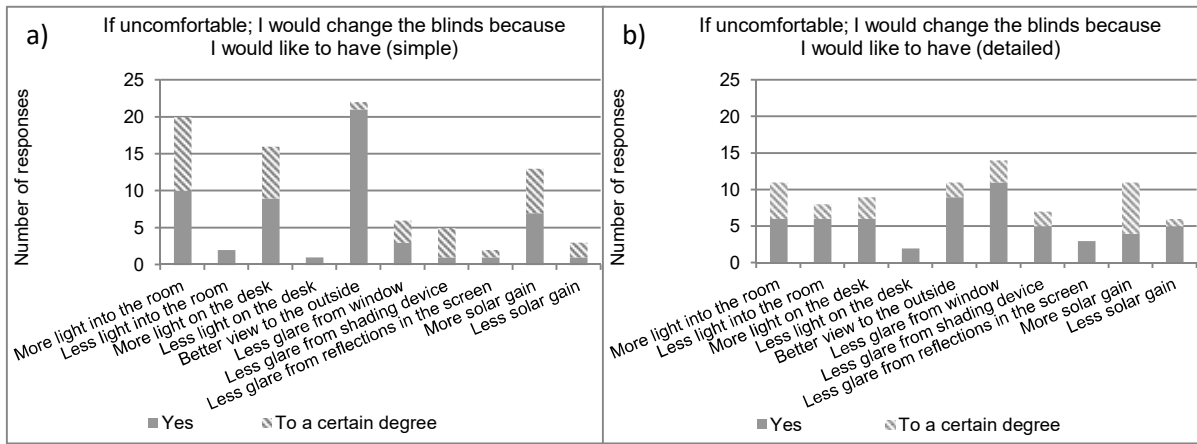 a)
If uncomfortable; I would change the blinds because
I would like to have (simple)
Number of responses
25
20
15
10
5
0
More light into the room
Less light into the room
More light on the desk
Less light on the desk
Better view to the outside
Less glare from window
Less glare from shading device
Less glare from reflections in the screen
More solar gain
Less solar gain
Yes
To a certain degree
b)
If uncomfortable; I would change the blinds because
I would like to have (detailed)
Number of responses
25
20
15
10
5
0
More light into the room
Less light into the room
More light on the desk
Less light on the desk
Better view to the outside
Less glare from window
Less glare from shading device
Less glare from reflections in the screen
More solar gain
Less solar gain
Yes
To a certain degree